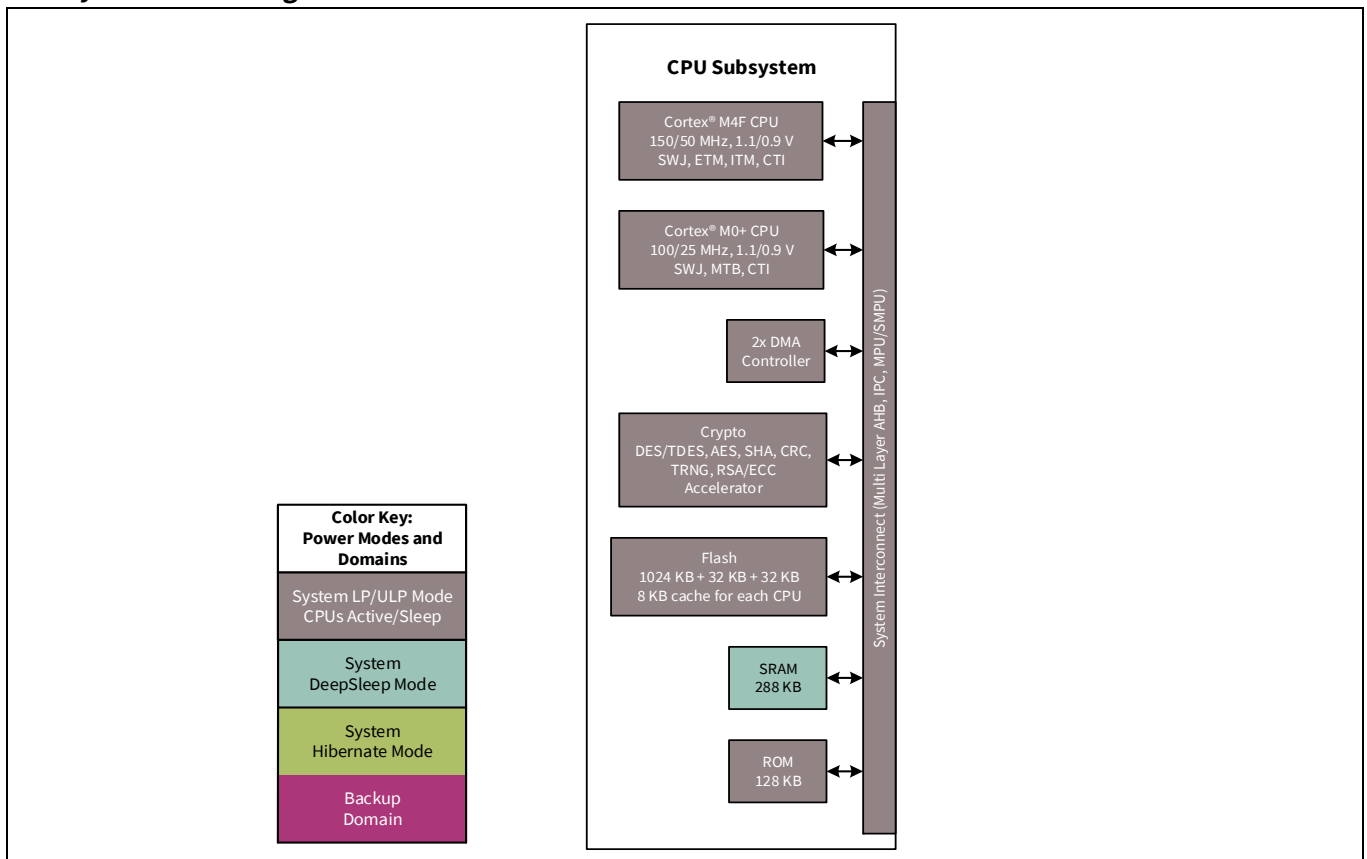 CPU Subsystem
Cortex® M4F CPU
150/50 MHz, 1.1/0.9 V
SWJ, ETM, ITM, CTI
Cortex® M0+ CPU
100/25 MHz, 1.1/0.9 V
SWJ, MTB, CTI
2x DMA
Controller
Crypto
DES/TDES, AES, SHA, CRC,
TRNG, RSA/ECC
Accelerator
Flash
1024 KB + 32 KB + 32 KB
8 KB cache for each CPU
SRAM
288 KB
ROM
128 KB
System Interconnect (Multi Layer AHB, IPC, MPU/SMPU)
Color Key:
Power Modes and
Domains
System LP/ULP Mode
CPUs Active/Sleep
System
DeepSleep Mode
System
Hibernate Mode
Backup
Domain